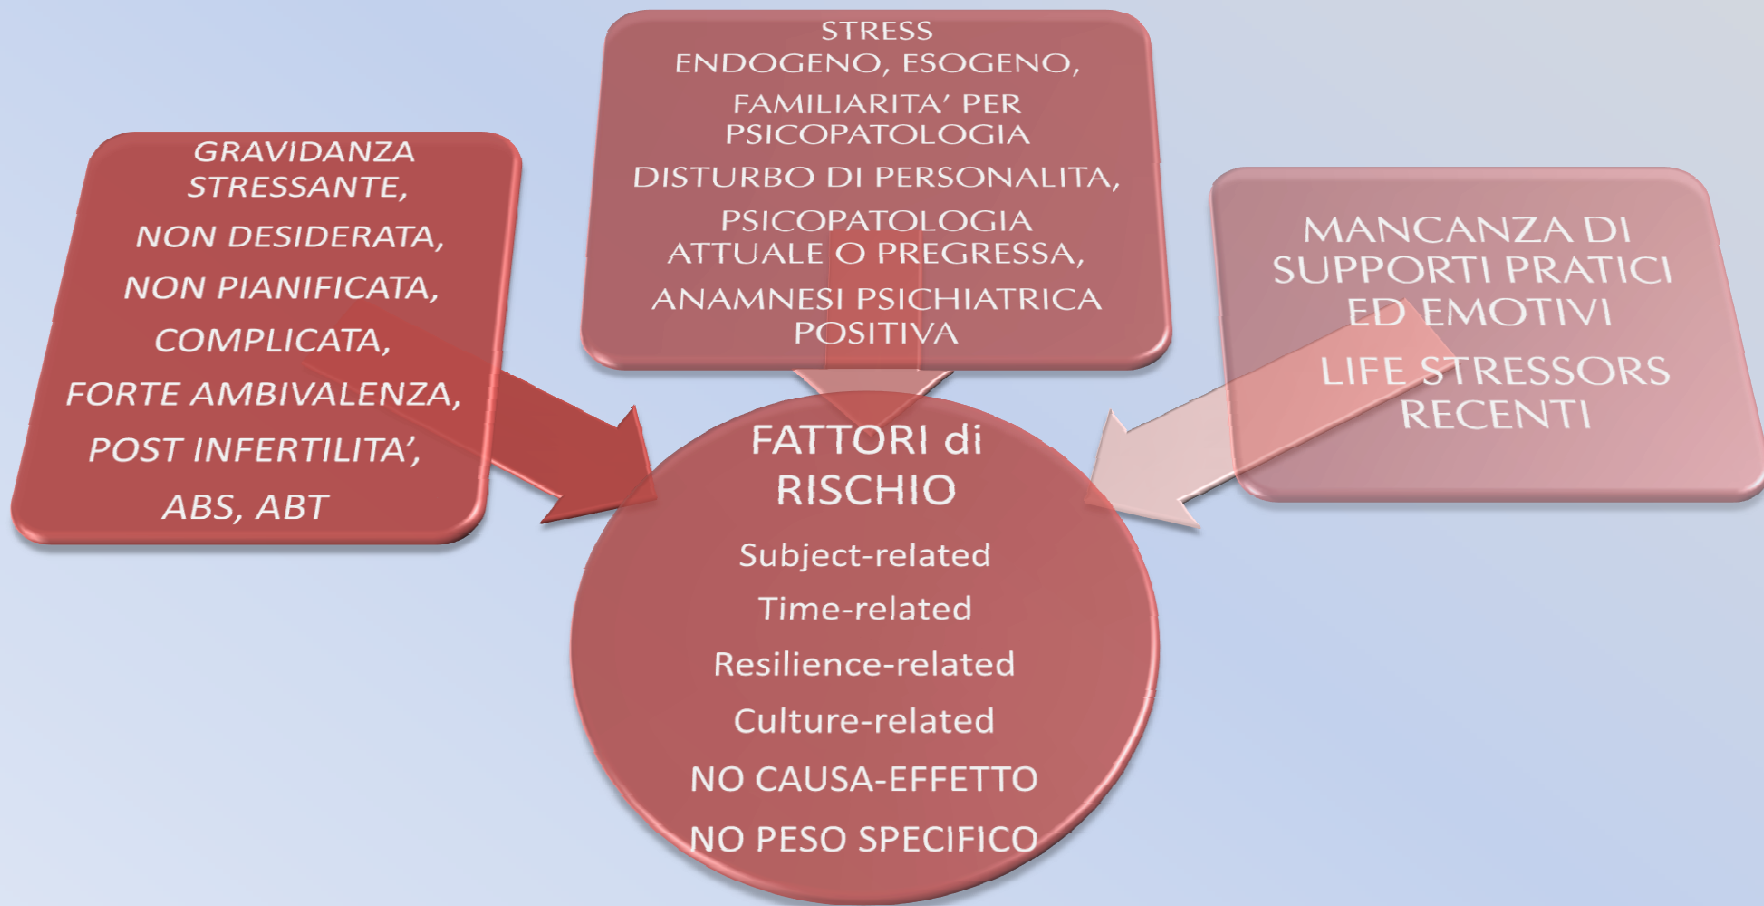 GRAVIDANZA
STRESSANTE,
NON DESIDERATA,
NON PIANIFICATA,
COMPLICATA,
FORTE AMBIVALENZA,
POST INFERTILITA’,
ABS, ABT
STRESS
ENDOGENO, ESOGENO,
FAMILIARITA’ PER
PSICOPATOLOGIA
DISTURBO DI PERSONALITA,
PSICOPATOLOGIA
ATTUALE O PREGRESSA,
ANAMNESI PSICHIATRICA
POSITIVA
MANCANZA DI
SUPPORTI PRATICI
ED EMOTIVI
LIFE STRESSORS
RECENTI
FATTORI di
RISCHIO
Subject-related
Time-related
Resilience-related
Culture-related
NO CAUSA-EFFETTO
NO PESO SPECIFICO